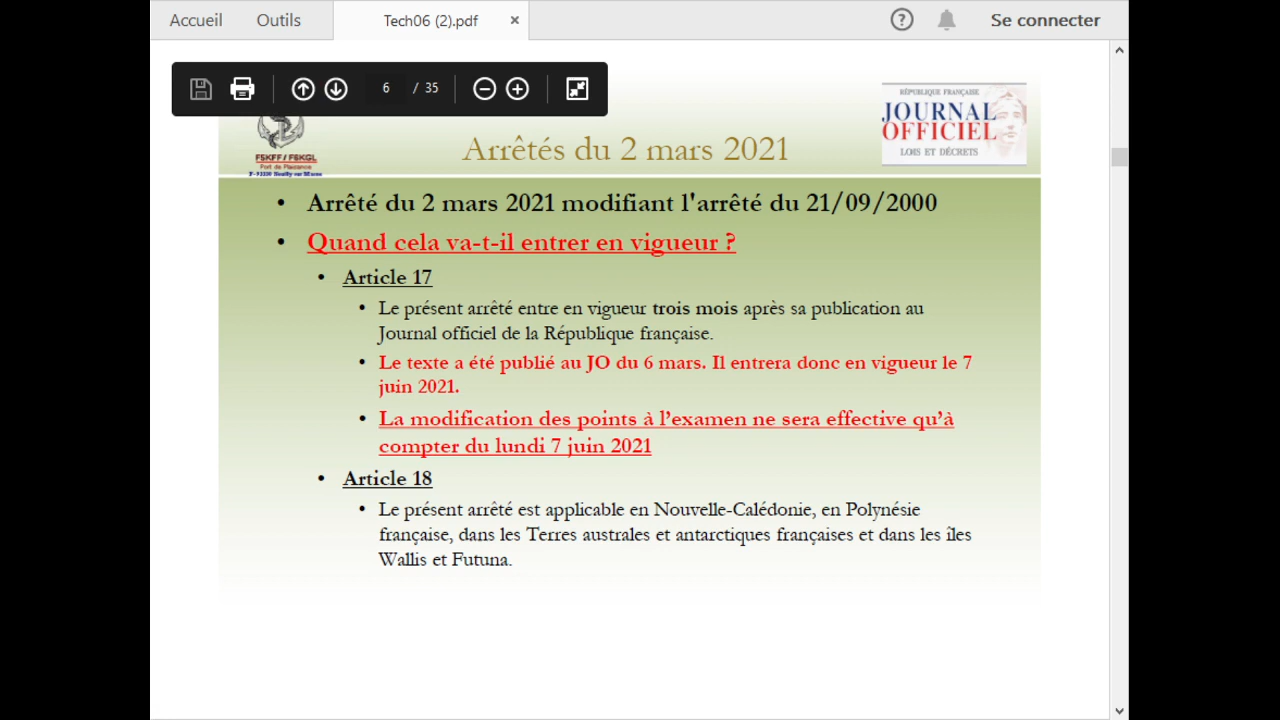 Accueil Outils Tech06 (2).pdf × ? Se connecter
6 / 35
RÉPUBLIQUE FRANÇAISE
JOURNAL
OFFICIEL
LOIS ET DÉCRETS
F5KFF / F6KGL
Port de Plaisance
F-93330 Neuilly sur Marne
Arrêtés du 2 mars 2021
• Arrêté du 2 mars 2021 modifiant l'arrêté du 21/09/2000
• Quand cela va-t-il entrer en vigueur ?
• Article 17
• Le présent arrêté entre en vigueur trois mois après sa publication au
Journal officiel de la République française.
• Le texte a été publié au JO du 6 mars. Il entrera donc en vigueur le 7
juin 2021.
• La modification des points à l’examen ne sera effective qu’à
compter du lundi 7 juin 2021
• Article 18
• Le présent arrêté est applicable en Nouvelle-Calédonie, en Polynésie
française, dans les Terres australes et antarctiques françaises et dans les îles
Wallis et Futuna.